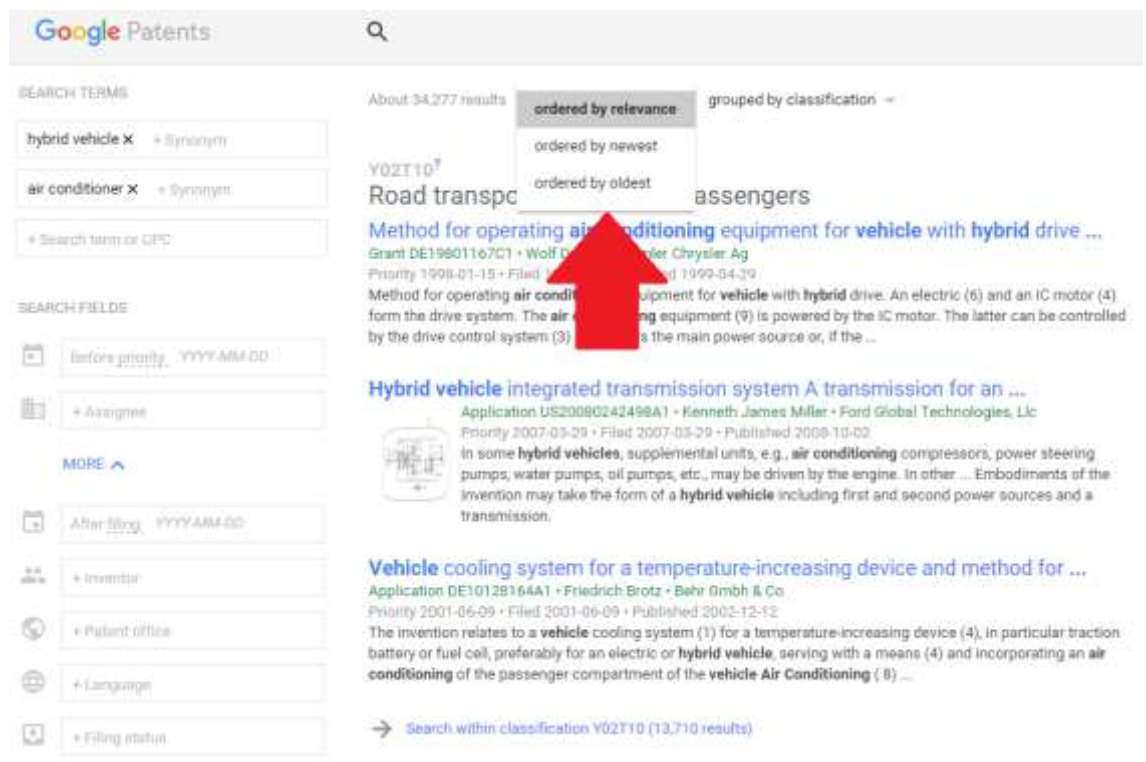 Google Patents
SEARCH TERMS
hybrid vehicle × + Synonym
air conditioner × + Synonym
+ Search term or CPC
SEARCH FIELDS
Before priority YYYY-MM-DD
+ Assignee
MORE
After filing YYYY-MM-DD
+ Inventor
+ Patent office
+ Language
+ Filing status
About 34,277 results
ordered by relevance
grouped by classification
ordered by newest
ordered by oldest
Y02T10
Road transpo assengers
Method for operating ai ditioning equipment for vehicle with hybrid drive ...
Grant DE19801167C1 • Wolf D ler Chrysler Ag
Priority 1998-01-15 • Filed 1 d 1999-04-29
Method for operating air condi uipment for vehicle with hybrid drive. An electric (6) and an IC motor (4)
form the drive system. The air ng equipment (9) is powered by the IC motor. The latter can be controlled
by the drive control system (3) s the main power source or, if the ...
Hybrid vehicle integrated transmission system A transmission for an ...
Application US20080242498A1 • Kenneth James Miller • Ford Global Technologies, Llc
Priority 2007-03-29 • Filed 2007-03-29 • Published 2008-10-02
In some hybrid vehicles, supplemental units, e.g., air conditioning compressors, power steering
pumps, water pumps, oil pumps, etc., may be driven by the engine. In other ... Embodiments of the
invention may take the form of a hybrid vehicle including first and second power sources and a
transmission.
Vehicle cooling system for a temperature-increasing device and method for ...
Application DE10128164A1 • Friedrich Brotz • Behr Gmbh & Co
Priority 2001-06-09 • Filed 2001-06-09 • Published 2002-12-12
The invention relates to a vehicle cooling system (1) for a temperature-increasing device (4), in particular traction
battery or fuel cell, preferably for an electric or hybrid vehicle, serving with a means (4) and incorporating an air
conditioning of the passenger compartment of the vehicle Air Conditioning ( 8) ...
Search within classification Y02T10 (13,710 results)